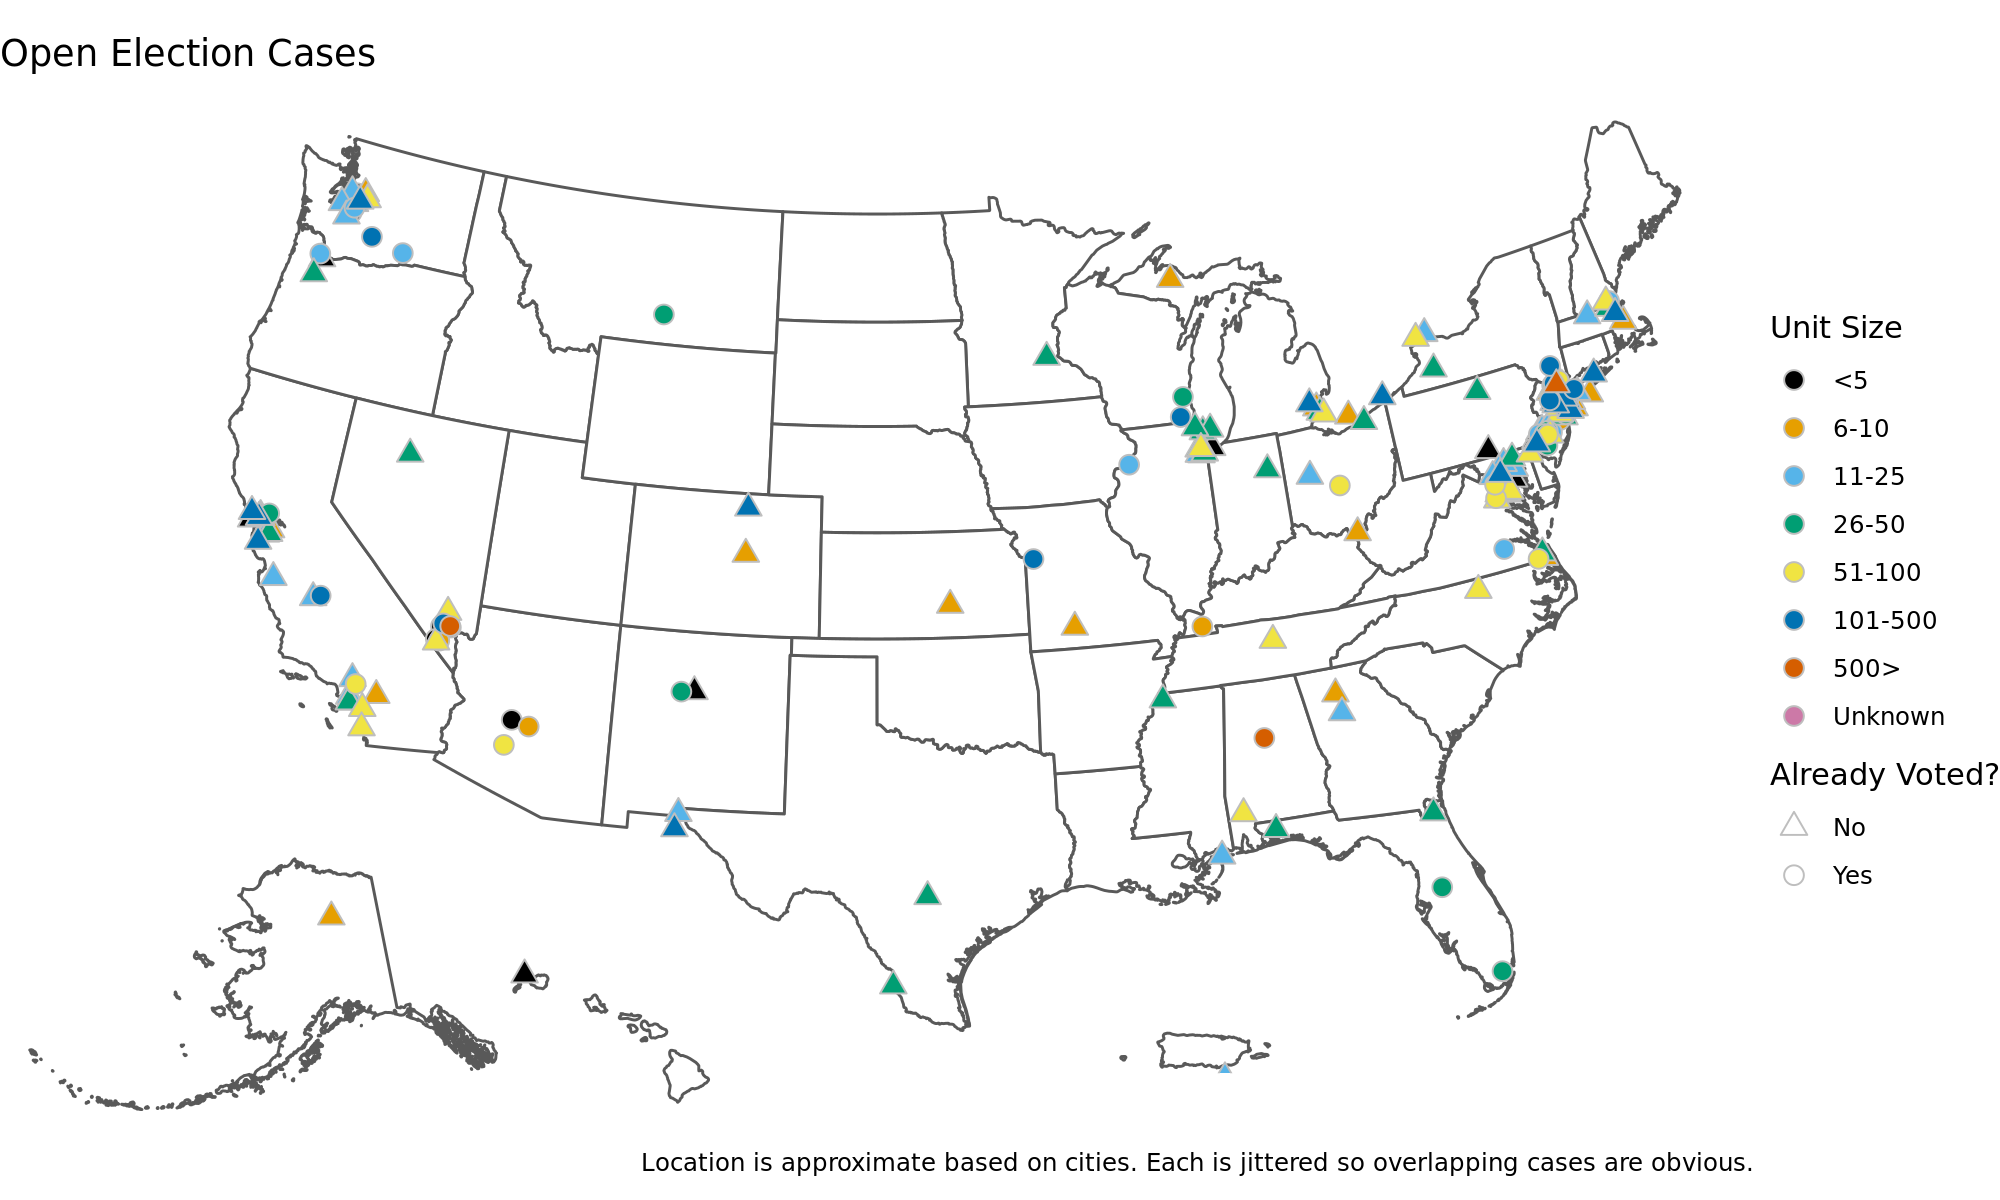 Open Election Cases
Unit Size
<5
6-10
11-25
26-50
51-100
101-500
500>
Unknown
Already Voted?
No
Yes
Location is approximate based on cities. Each is jittered so overlapping cases are obvious.